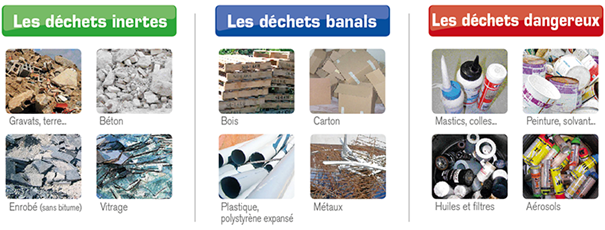 Les déchets inertes
Gravats, terre...
Béton
Enrobé (sans bitume)
Vitrage
Les déchets banals
Bois
Carton
Plastique,
polystyrène expansé
Métaux
Les déchets dangereux
Mastics, colles...
Peinture, solvant...
Huiles et filtres
Aérosols